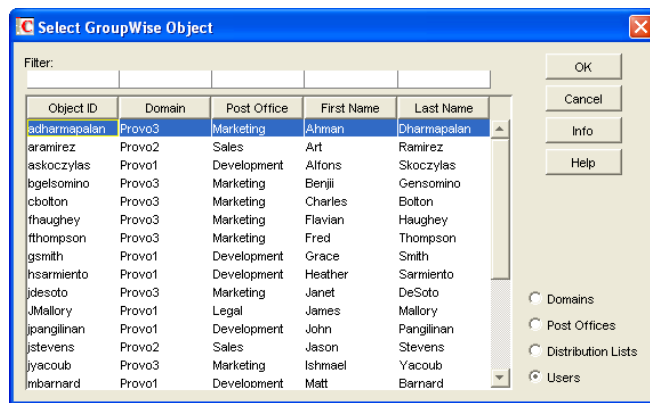 Select GroupWise Object
Filter:
OK
Cancel
Info
Help
Object ID Domain Post Office First Name Last Name
adharmapalan Provo3 Marketing Ahman Dharmapalan
aramirez Provo2 Sales Art Ramirez
askoczylas Provo1 Development Alfons Skoczylas
bgelsomino Provo3 Marketing Benjii Gensomino
cbolton Provo3 Marketing Charles Bolton
fhaughey Provo3 Marketing Flavian Haughey
fthompson Provo3 Marketing Fred Thompson
gsmith Provo1 Development Grace Smith
hsarmiento Provo1 Development Heather Sarmiento
jdesoto Provo3 Marketing Janet DeSoto
JMallory Provo1 Legal James Mallory
jpangilinan Provo1 Development John Pangilinan
jstevens Provo2 Sales Jason Stevens
jyacoub Provo3 Marketing Ishmael Yacoub
mbarnard Provo1 Development Matt Barnard
Domains
Post Offices
Distribution Lists
Users